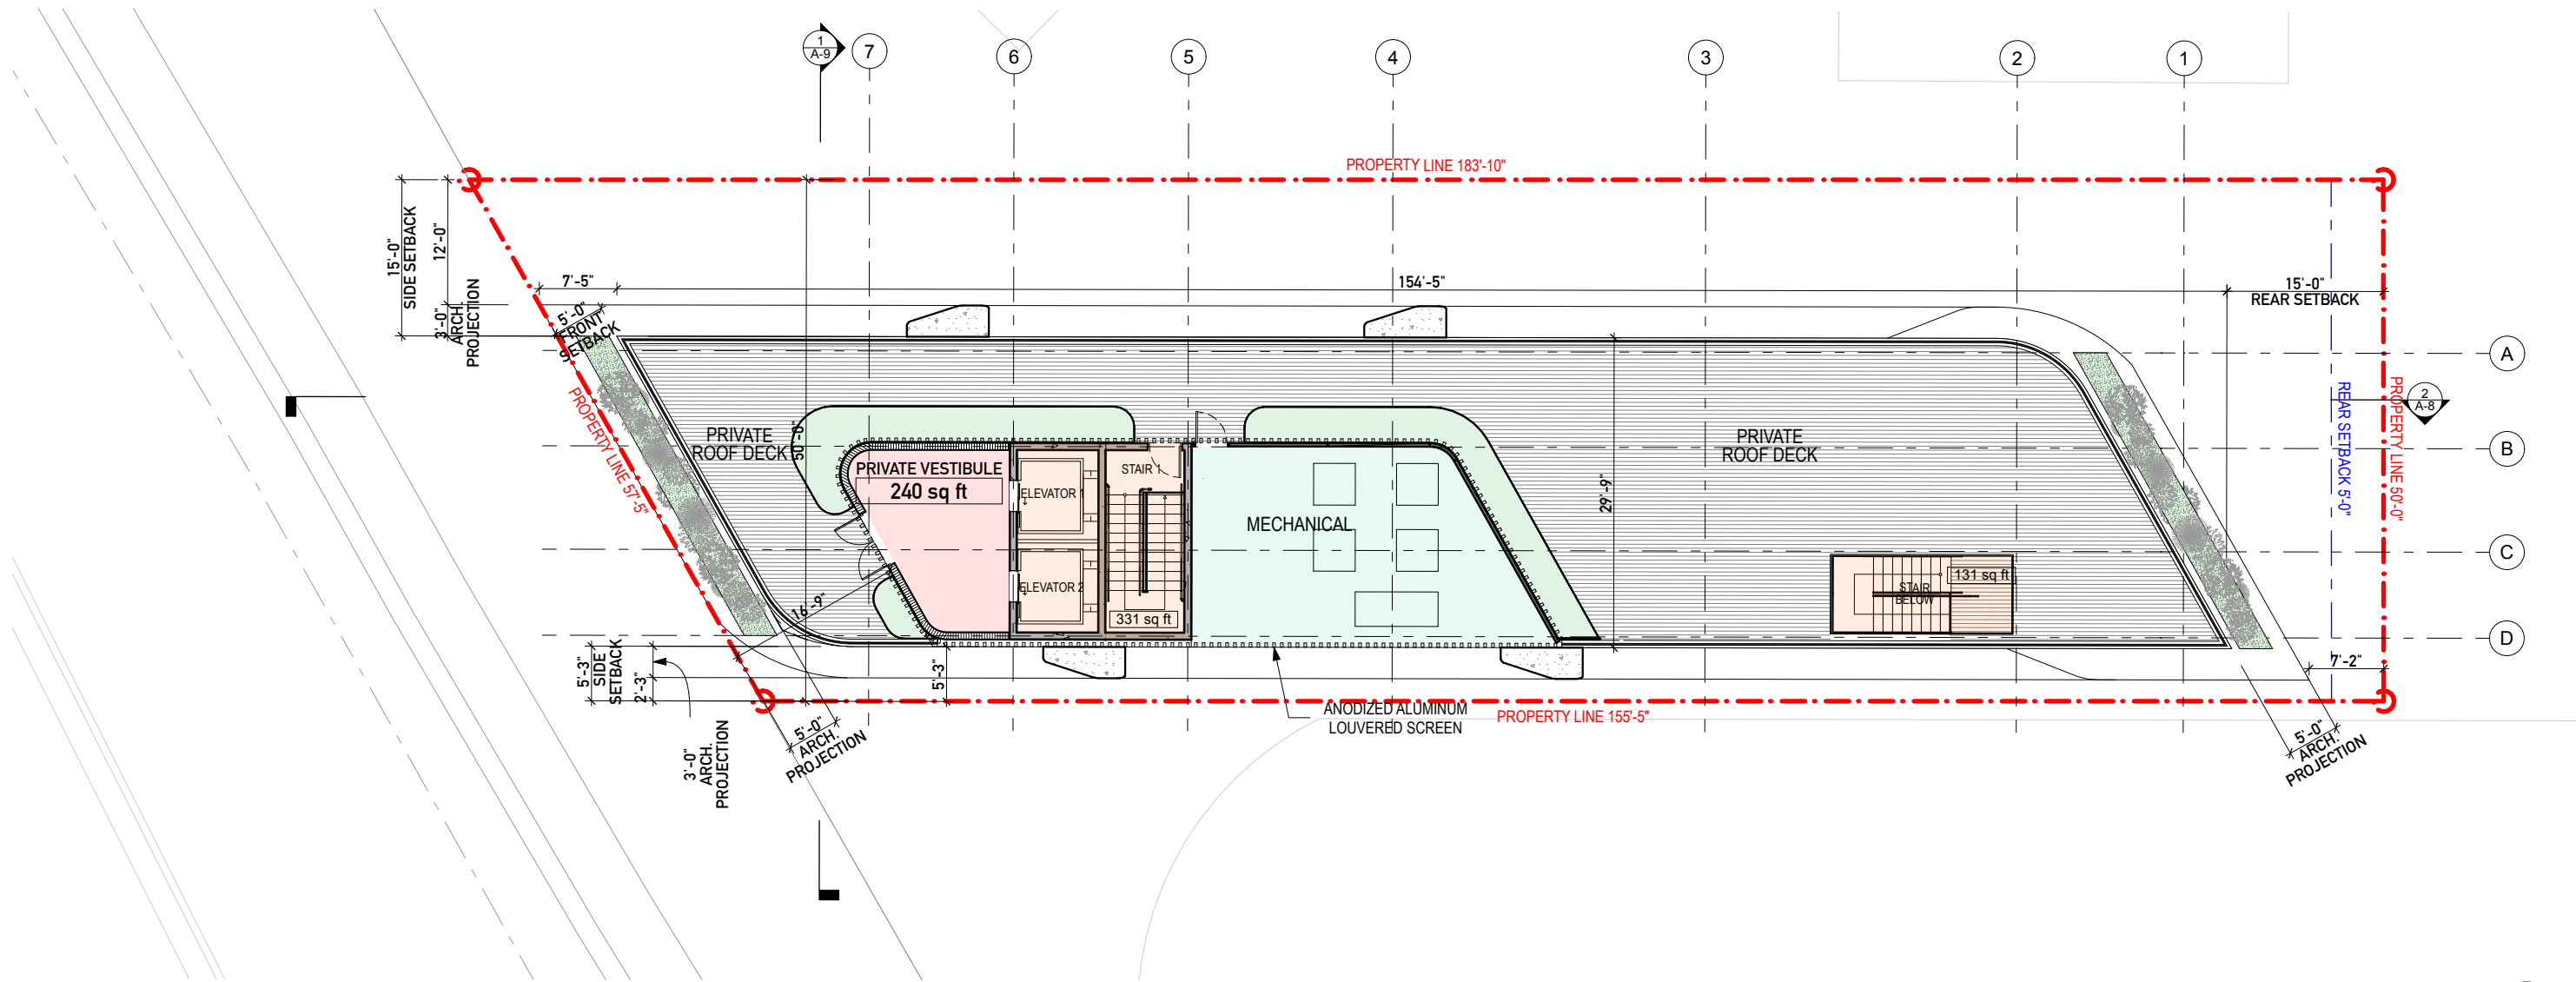 1
A-9
7
6
5
4
3
2
1
PROPERTY LINE 183'-10"
15'-0"
SIDE SETBACK
12'-0"
3'-0"
ARCH.
PROJECTION
7'-5"
154'-5"
15'-0"
REAR SETBACK
5'-0"
FRONT
SETBACK
A
PROPERTY LINE 57'-5"
PRIVATE
ROOF DECK
50'-0"
PRIVATE VESTIBULE
240 sq ft
ELEVATOR 1
ELEVATOR 2
STAIR 1
331 sq ft
MECHANICAL
29'-9"
PRIVATE
ROOF DECK
STAIR
BELOW
131 sq ft
REAR SETBACK 5'-0"
PROPERTY LINE 50'-0"
2
A-8
B
C
D
16'-9"
5'-3"
SIDE
SETBACK
2'-3"
5'-3"
7'-2"
3'-0"
ARCH.
PROJECTION
5'-0"
ARCH.
PROJECTION
ANODIZED ALUMINUM
LOUVERED SCREEN
PROPERTY LINE 155'-5"
5'-0"
ARCH.
PROJECTION